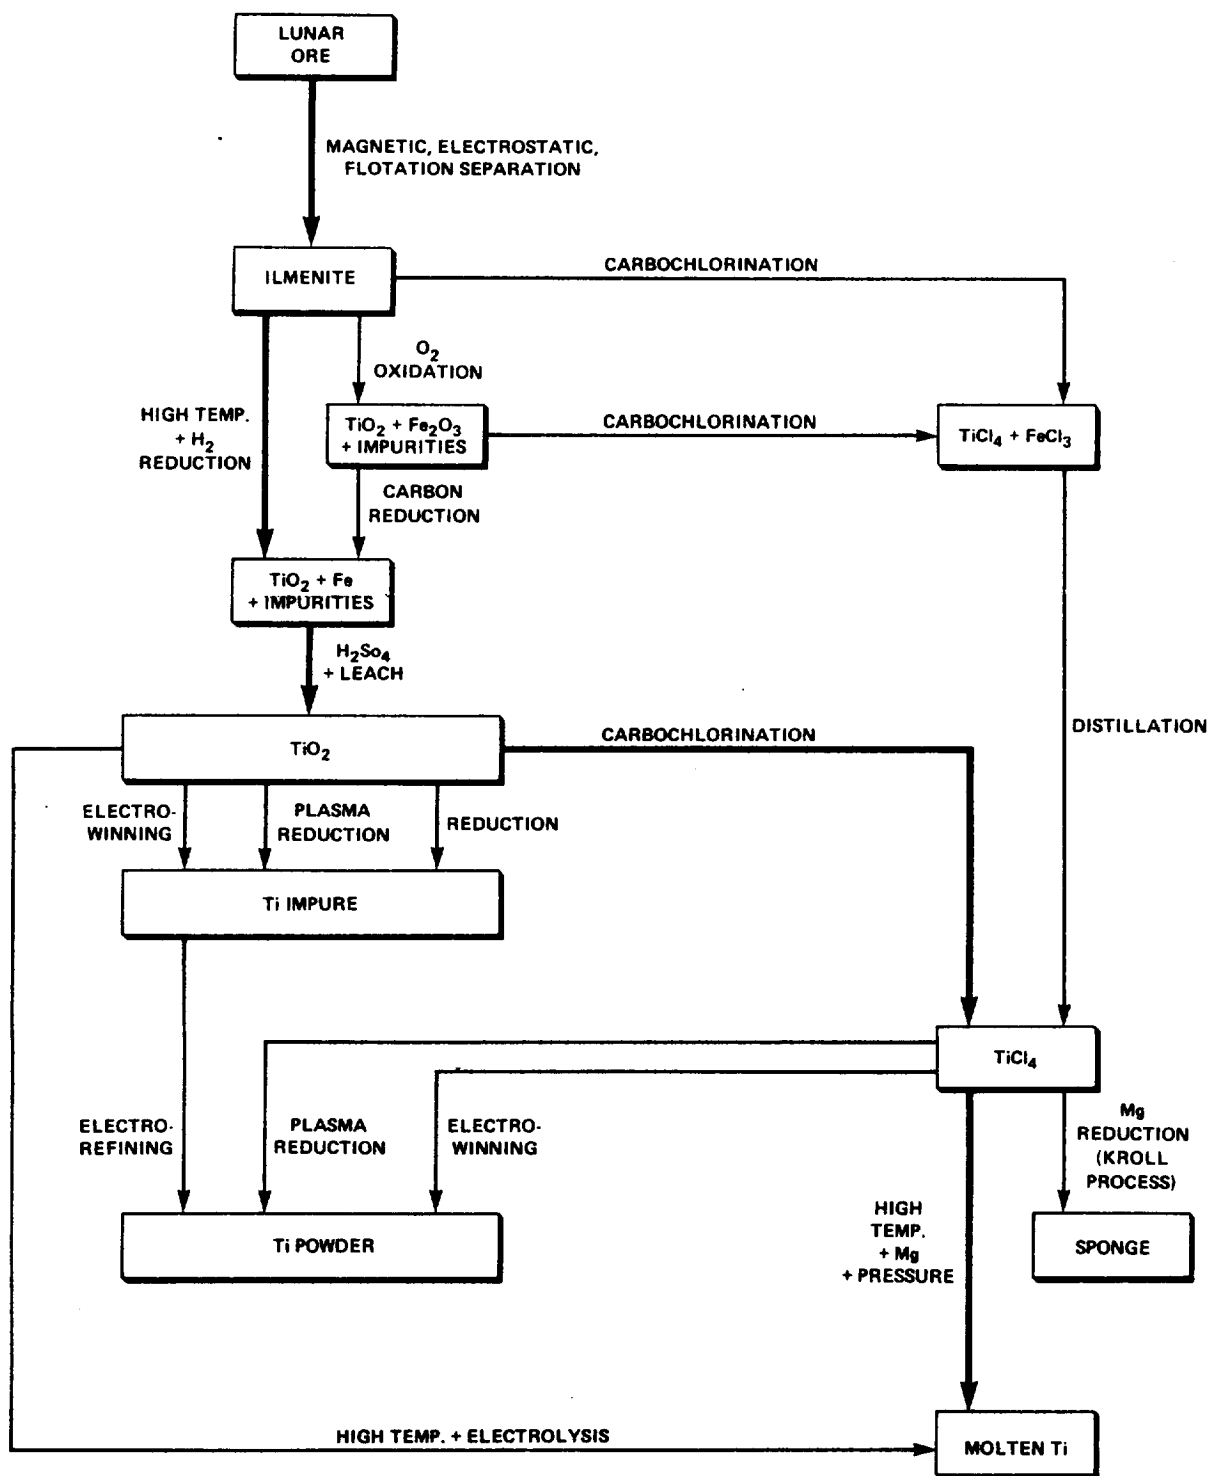 LUNAR
ORE
MAGNETIC, ELECTROSTATIC,
FLOTATION SEPARATION
ILMENITE
CARBOCHLORINATION
O₂
OXIDATION
HIGH TEMP.
+ H₂
REDUCTION
TiO₂ + Fe₂O₃
+ IMPURITIES
CARBOCHLORINATION
TiCl₄ + FeCl₃
CARBON
REDUCTION
TiO₂ + Fe
+ IMPURITIES
H₂So₄
+ LEACH
TiO₂
CARBOCHLORINATION
DISTILLATION
ELECTRO-
WINNING
PLASMA
REDUCTION
REDUCTION
Ti IMPURE
TiCl₄
ELECTRO-
REFINING
PLASMA
REDUCTION
ELECTRO-
WINNING
Mg
REDUCTION
(KROLL
PROCESS)
HIGH
TEMP.
+ Mg
+ PRESSURE
Ti POWDER
SPONGE
HIGH TEMP. + ELECTROLYSIS
MOLTEN Ti